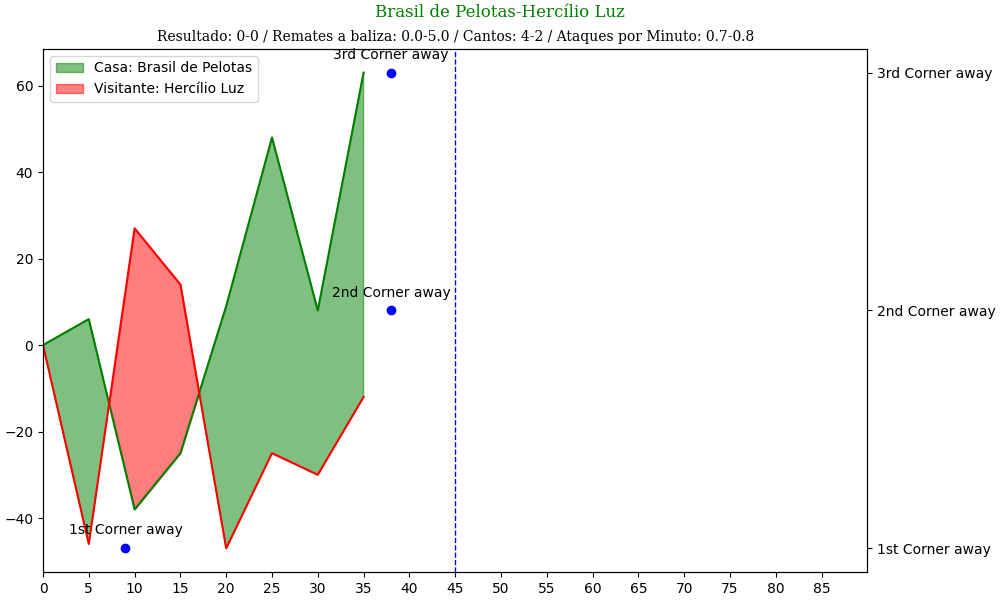 Brasil de Pelotas-Hercílio Luz
Resultado: 0-0 / Remates a baliza: 0.0-5.0 / Cantos: 4-2 / Ataques por Minuto: 0.7-0.8
3rd Corner away
Casa: Brasil de Pelotas
Visitante: Hercílio Luz
2nd Corner away
1st Corner away
60
40
20
0
−20
−40
3rd Corner away
2nd Corner away
1st Corner away
0 5 10 15 20 25 30 35 40 45 50 55 60 65 70 75 80 85